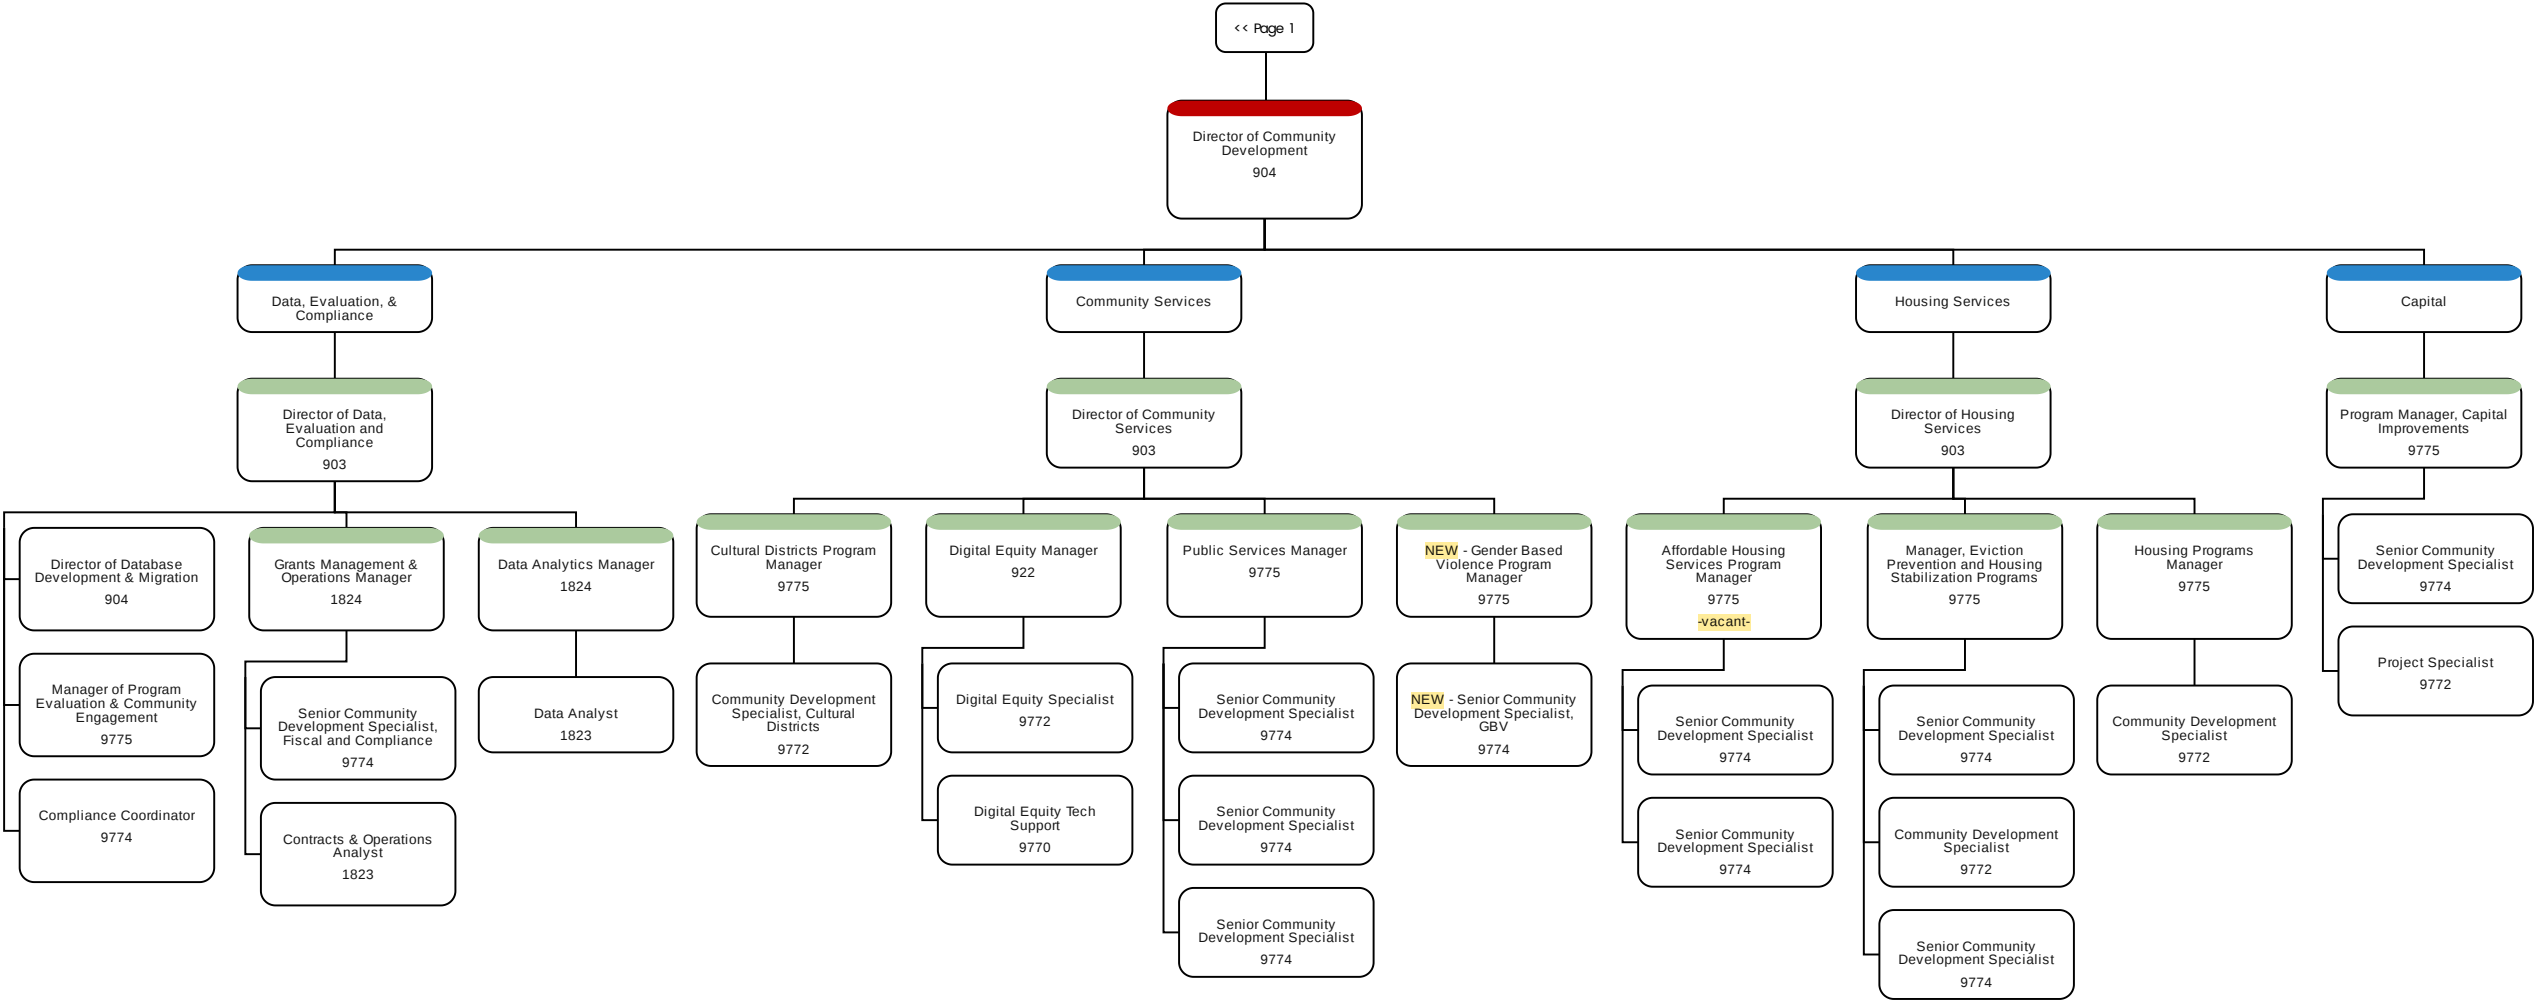 << Page 1
Director of Community
Development
904
Data, Evaluation, &
Compliance
Community Services
Housing Services
Capital
Director of Data,
Evaluation and
Compliance
903
Director of Community
Services
903
Director of Housing
Services
903
Program Manager, Capital
Improvements
9775
Director of Database
Development & Migration
904
Grants Management &
Operations Manager
1824
Data Analytics Manager
1824
Cultural Districts Program
Manager
9775
Digital Equity Manager
922
Public Services Manager
9775
NEW - Gender Based
Violence Program
Manager
9775
Affordable Housing
Services Program
Manager
9775
-vacant-
Manager, Eviction
Prevention and Housing
Stabilization Programs
9775
Housing Programs
Manager
9775
Senior Community
Development Specialist
9774
Project Specialist
9772
Manager of Program
Evaluation & Community
Engagement
9775
Compliance Coordinator
9774
Senior Community
Development Specialist,
Fiscal and Compliance
9774
Contracts & Operations
Analyst
1823
Data Analyst
1823
Community Development
Specialist, Cultural
Districts
9772
Digital Equity Specialist
9772
Digital Equity Tech
Support
9770
Senior Community
Development Specialist
9774
Senior Community
Development Specialist
9774
Senior Community
Development Specialist
9774
NEW - Senior Community
Development Specialist,
GBV
9774
Senior Community
Development Specialist
9774
Senior Community
Development Specialist
9774
Senior Community
Development Specialist
9774
Community Development
Specialist
9772
Senior Community
Development Specialist
9774
Community Development
Specialist
9772